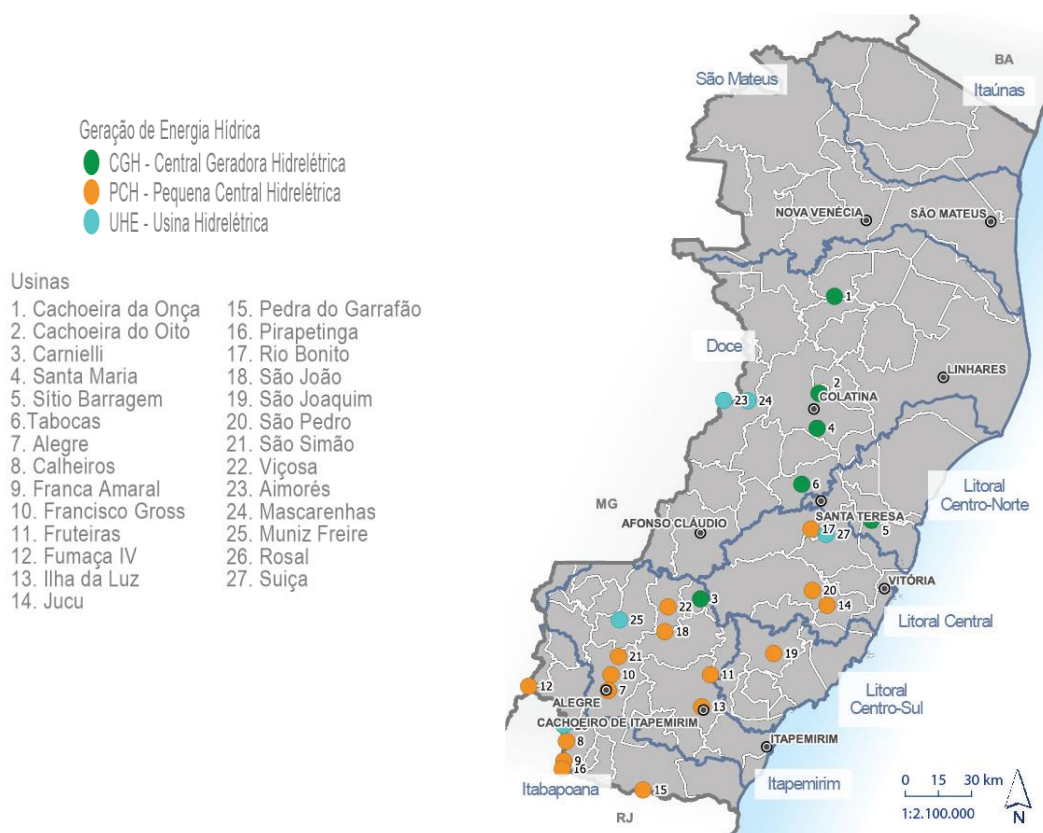 Geração de Energia Hídrica
CGH - Central Geradora Hidrelétrica
PCH - Pequena Central Hidrelétrica
UHE - Usina Hidrelétrica
Usinas
1. Cachoeira da Onça
2. Cachoeira do Oito
3. Carnielli
4. Santa Maria
5. Sítio Barragem
6.Tabocas
7. Alegre
8. Calheiros
9. Franca Amaral
10. Francisco Gross
11. Fruteiras
12. Fumaça IV
13. Ilha da Luz
14. Jucu
15. Pedra do Garrafão
16. Pirapetinga
17. Rio Bonito
18. São João
19. São Joaquim
20. São Pedro
21. São Simão
22. Viçosa
23. Aimorés
24. Mascarenhas
25. Muniz Freire
26. Rosal
27. Suiça
BA
São Mateus
Itaúnas
NOVA VENÉCIA
SÃO MATEUS
1
Doce
LINHARES
2
COLATINA
23
24
4
6
Litoral
Centro-Norte
MG
SANTA TERESA
AFONSO CLÁUDIO
17
27
5
VITÓRIA
20
14
3
22
25
18
Litoral Central
19
21
10
11
12
7
ALEGRE
Litoral
Centro-Sul
13
CACHOEIRO DE ITAPEMIRIM
8
ITAPEMIRIM
9
16
Itabapoana
15
Itapemirim
RJ
0 15 30 km
1:2.100.000
N